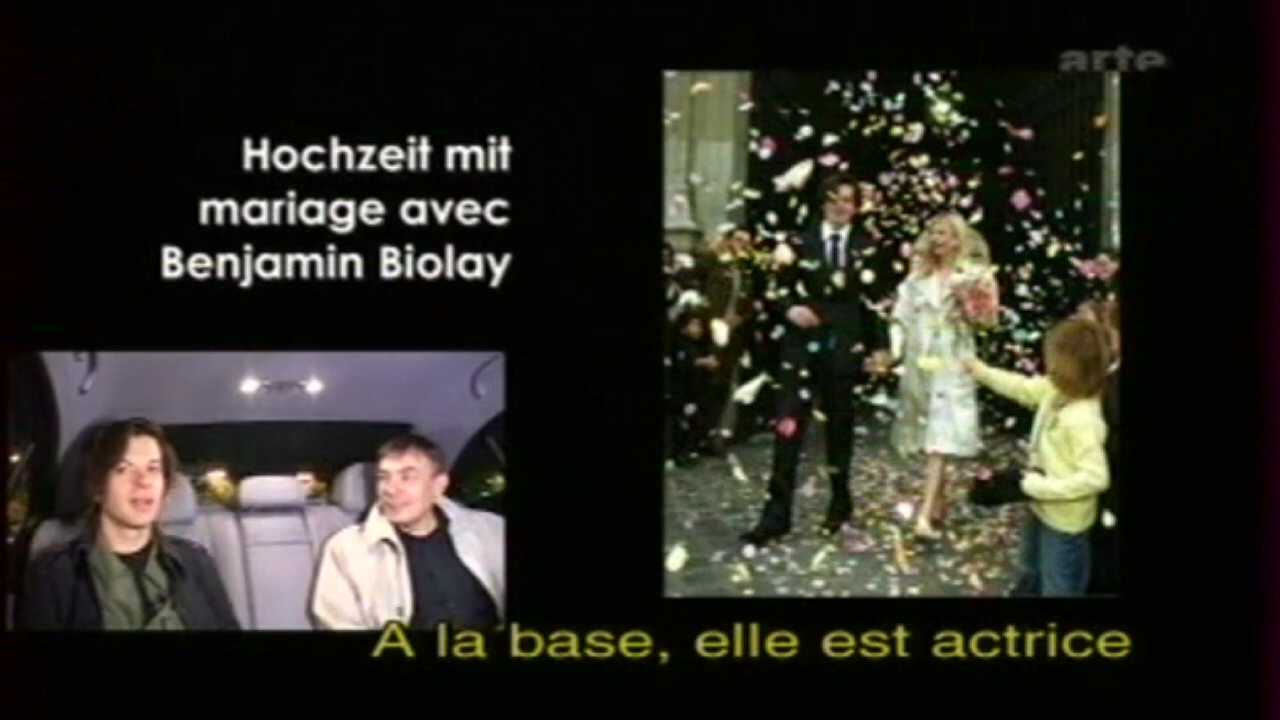 arte
Hochzeit mit
mariage avec
Benjamin Biolay
A la base, elle est actrice